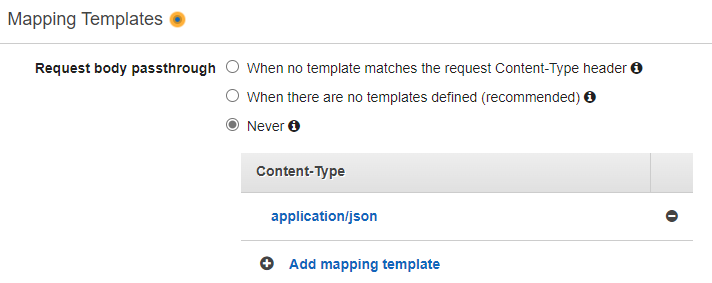 Mapping Templates
Request body passthrough When no template matches the request Content-Type header
When there are no templates defined (recommended)
Never
Content-Type
application/json
Add mapping template